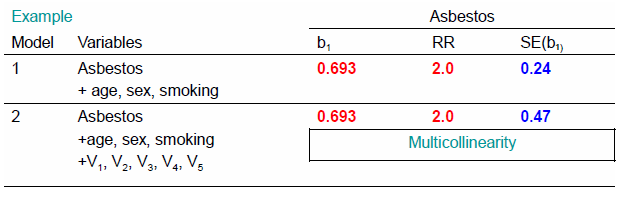 Example Asbestos
Model Variables b₁ RR SE(b₁)
1 Asbestos 0.693 2.0 0.24
+ age, sex, smoking
2 Asbestos 0.693 2.0 0.47
+age, sex, smoking Multicollinearity
+V₁, V₂, V₃, V₄, V₅